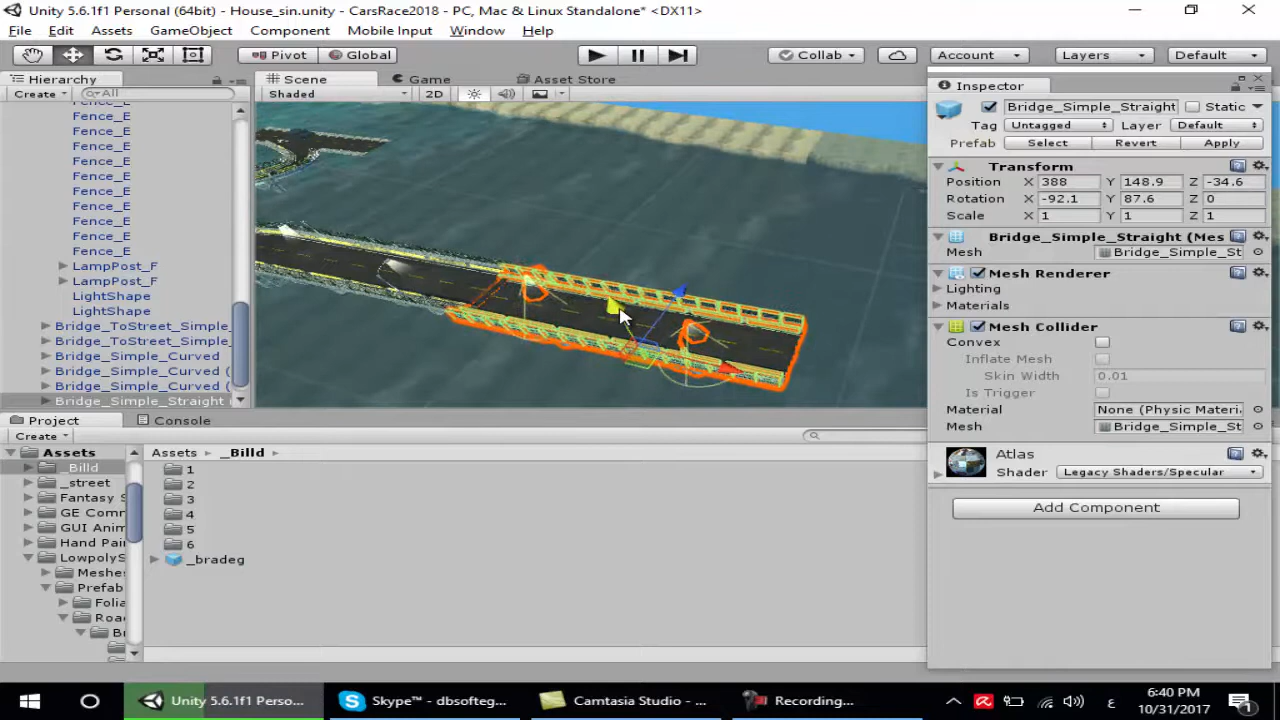 Unity 5.6.1f1 Personal (64bit) - House_sin.unity - CarsRace2018 - PC, Mac & Linux Standalone* <DX11>
File Edit Assets GameObject Component Mobile Input Window Help
Pivot Global Collab Account Layers Default
Hierarchy
Create All
Fence_E
Fence_E
Fence_E
Fence_E
Fence_E
Fence_E
Fence_E
Fence_E
Fence_E
Fence_E
Fence_E
LampPost_F
LampPost_F
LightShape
LightShape
Bridge_ToStreet_Simple_
Bridge_ToStreet_Simple_
Bridge_Simple_Curved
Bridge_Simple_Curved (
Bridge_Simple_Curved (
Bridge_Simple_Straight (
Scene Game Asset Store
Shaded 2D
Inspector
Bridge_Simple_Straight Static
Tag Untagged Layer Default
Prefab Select Revert Apply
Transform
Position X 388 Y 148.9 Z -34.6
Rotation X -92.1 Y 87.6 Z 0
Scale X 1 Y 1 Z 1
Bridge_Simple_Straight (Mes
Mesh Bridge_Simple_St
Mesh Renderer
Lighting
Materials
Mesh Collider
Convex
Inflate Mesh
Skin Width 0.01
Is Trigger
Material None (Physic Materi
Mesh Bridge_Simple_St
Atlas
Shader Legacy Shaders/Specular
Add Component
Project Console
Create
Assets
_Billd
_street
Fantasy S
GE Comm
GUI Anim
Hand Pain
LowpolyS
Meshes
Prefab
Folia
Roa
Br
Assets _Billd
1
2
3
4
5
6
_bradeg
Unity 5.6.1f1 Perso...
Skype™ - dbsofteg...
Camtasia Studio - ...
Recording...
ع
6:40 PM
10/31/2017
1